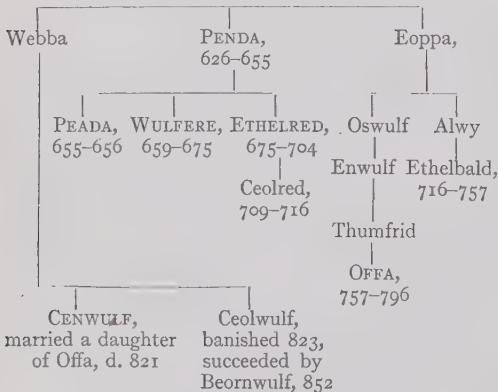 Webba PENDA, Eoppa,
626–655
PEADA, WULFERE, ETHELRED, Oswulf Alwy
655–656 659–675 675–704
Enwulf Ethelbald,
Ceolred, 716–757
709–716
Thumfrid
OFFA,
757–796
CENWULF, Ceolwulf,
married a daughter banished 823,
of Offa, d. 821 succeeded by
Beornwulf, 852